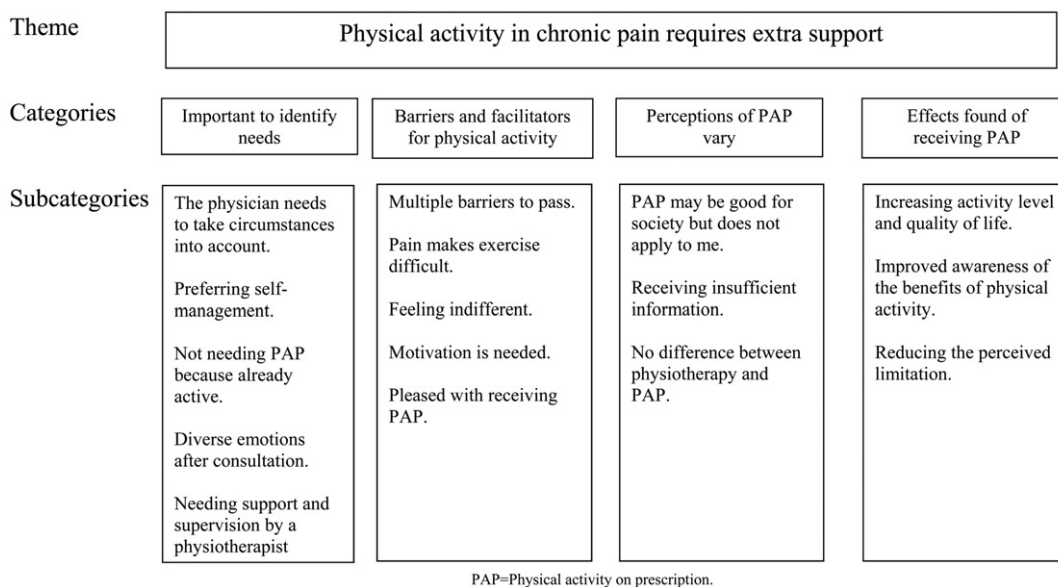 Theme
Physical activity in chronic pain requires extra support
Categories
Important to identify
needs
Barriers and facilitators
for physical activity
Perceptions of PAP
vary
Effects found of
receiving PAP
Subcategories
The physician needs
to take circumstances
into account.
Preferring self-
management.
Not needing PAP
because already
active.
Diverse emotions
after consultation.
Needing support and
supervision by a
physiotherapist
Multiple barriers to pass.
Pain makes exercise
difficult.
Feeling indifferent.
Motivation is needed.
Pleased with receiving
PAP.
PAP may be good for
society but does not
apply to me.
Receiving insufficient
information.
No difference between
physiotherapy and
PAP.
Increasing activity level
and quality of life.
Improved awareness of
the benefits of physical
activity.
Reducing the perceived
limitation.
PAP=Physical activity on prescription.